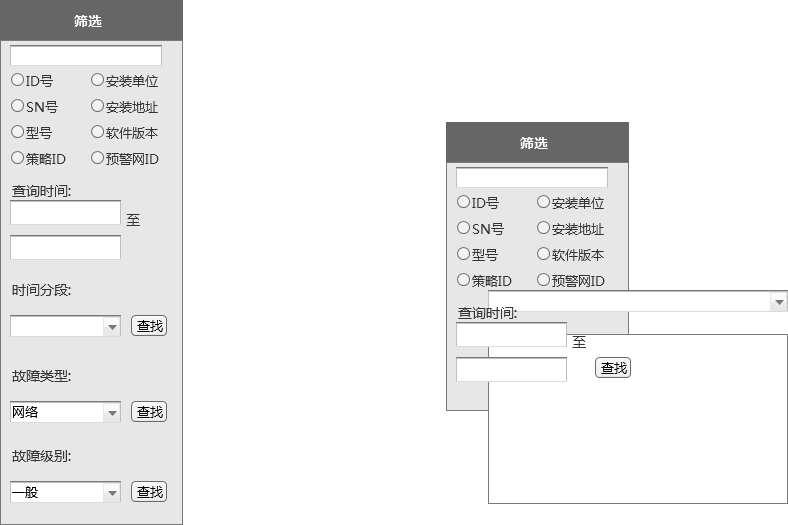 筛选
ID号 安装单位
SN号 安装地址
型号 软件版本
策略ID 预警网ID
查询时间:
至
时间分段:
查找
故障类型:
网络 查找
故障级别:
一般 查找
筛选
ID号 安装单位
SN号 安装地址
型号 软件版本
策略ID 预警网ID
查询时间:
至
查找